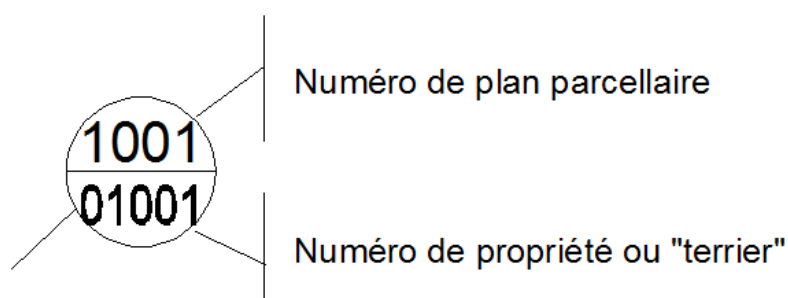 Numéro de plan parcellaire
1001
01001
Numéro de propriété ou "terrier"